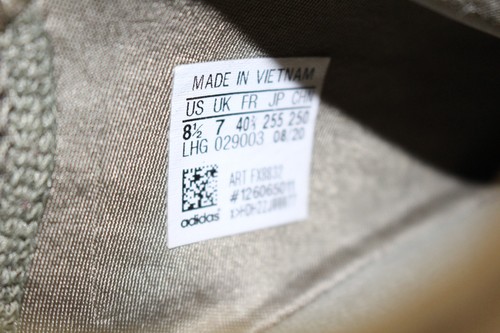 MADE IN VIETNAM
US UK FR JP CHN
8½ 7 40⅔ 255 250
LHG 029003 08/20
ART
#126065011
adidas